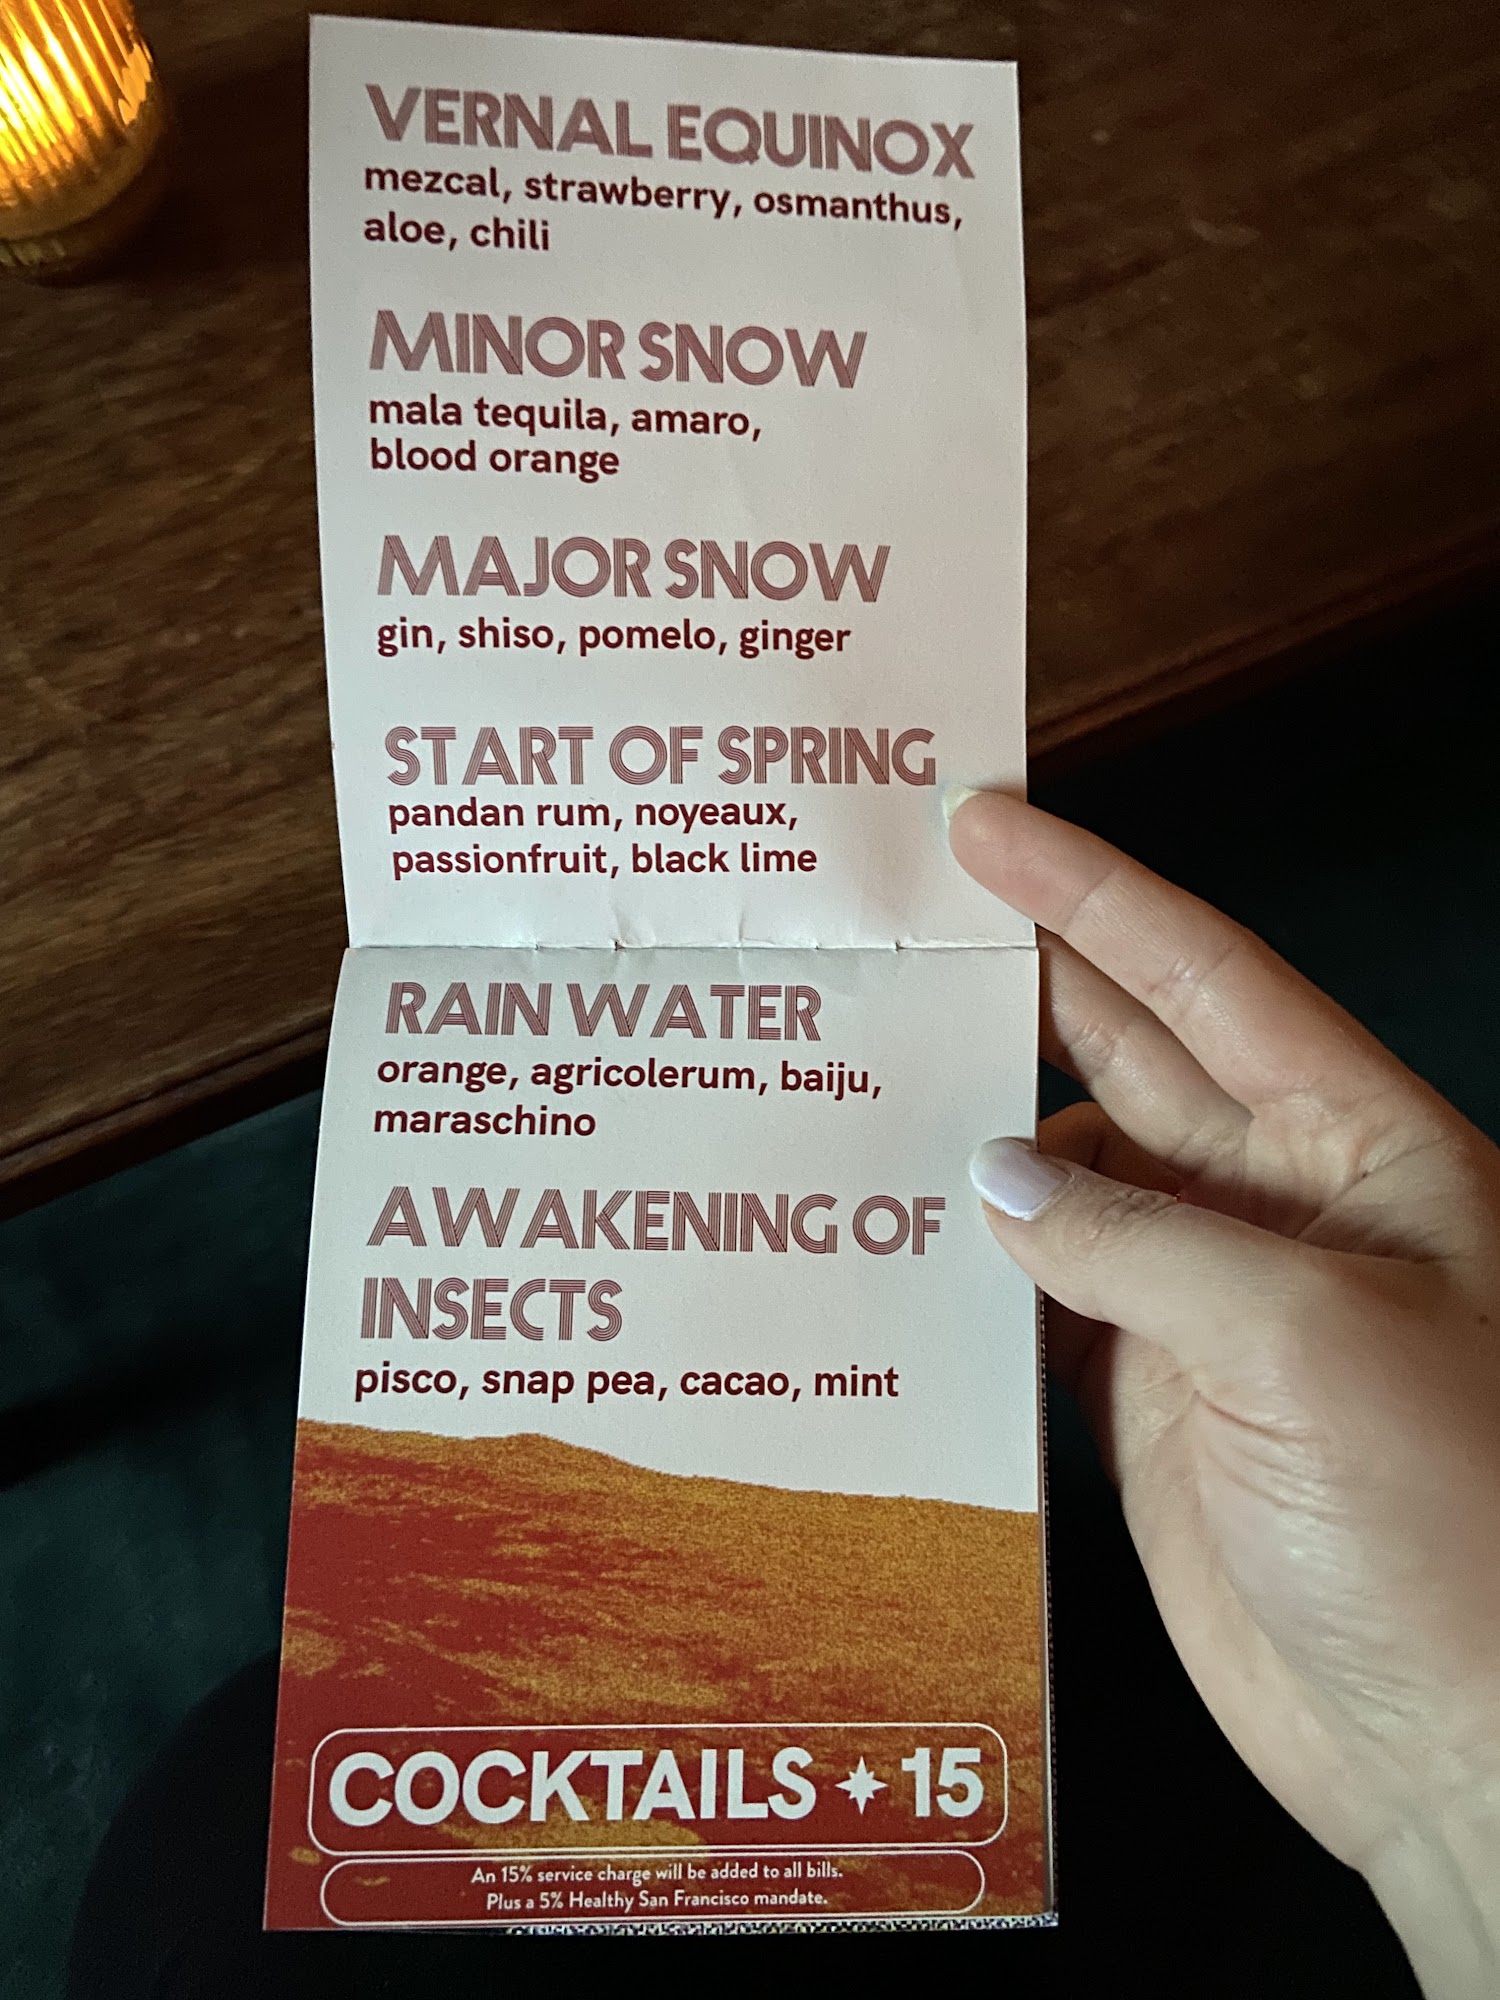 VERNAL EQUINOX
mezcal, strawberry, osmanthus,
aloe, chili
MINOR SNOW
mala tequila, amaro,
blood orange
MAJOR SNOW
gin, shiso, pomelo, ginger
START OF SPRING
pandan rum, noyeaux,
passionfruit, black lime
RAIN WATER
orange, agricolerum, baiju,
maraschino
AWAKENING OF
INSECTS
pisco, snap pea, cacao, mint
COCKTAILS ✦ 15
An 15% service charge will be added to all bills.
Plus a 5% Healthy San Francisco mandate.